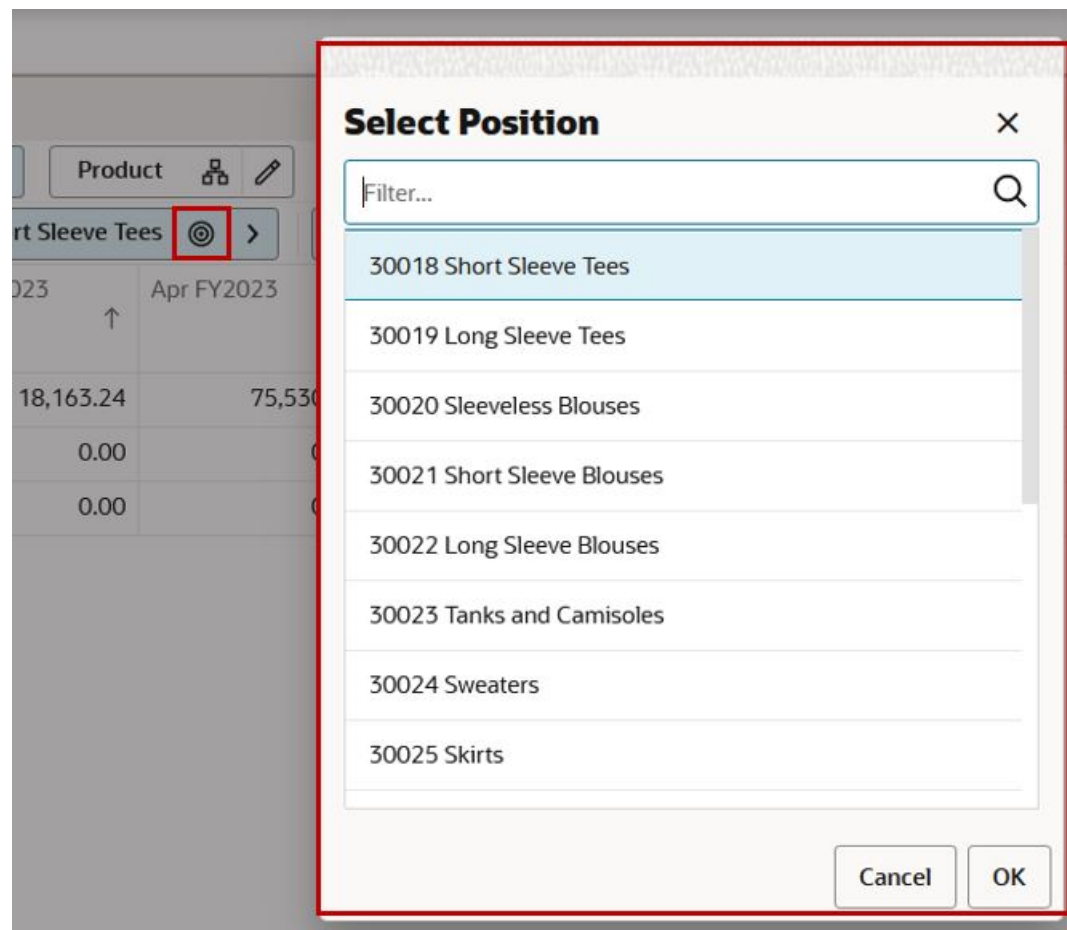 Select Position
Filter...
30018 Short Sleeve Tees
30019 Long Sleeve Tees
30020 Sleeveless Blouses
30021 Short Sleeve Blouses
30022 Long Sleeve Blouses
30023 Tanks and Camisoles
30024 Sweaters
30025 Skirts
Cancel OK
Product
rt Sleeve Tees
023 Apr FY2023
18,163.24 75,530
0.00
0.00